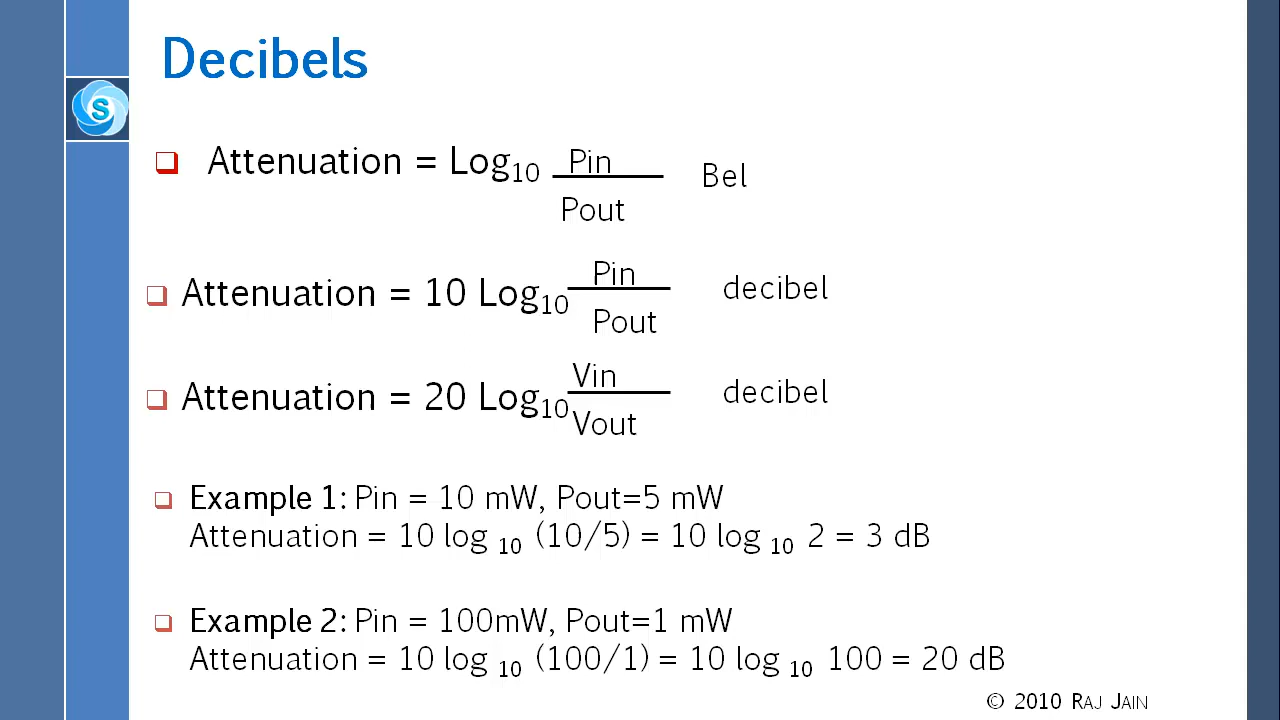 Decibels
S
❑ Attenuation = Log10 Pin
Bel
Pout
❑ Attenuation = 10 Log10 Pin
decibel
Pout
❑ Attenuation = 20 Log10 Vin
decibel
Vout
❑ Example 1: Pin = 10 mW, Pout=5 mW
Attenuation = 10 log 10 (10/5) = 10 log 10 2 = 3 dB
❑ Example 2: Pin = 100mW, Pout=1 mW
Attenuation = 10 log 10 (100/1) = 10 log 10 100 = 20 dB
© 2010 RAJ JAIN